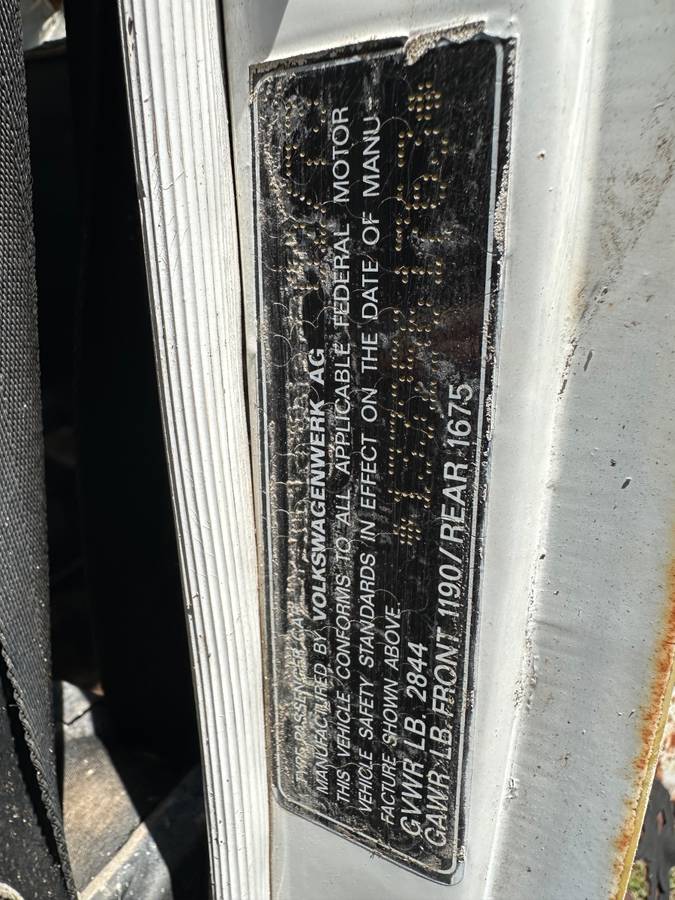 TYPE: PASSENGER CAR
MANUFACTURED BY VOLKSWAGENWERK AG
THIS VEHICLE CONFORMS TO ALL APPLICABLE FEDERAL MOTOR
VEHICLE SAFETY STANDARDS IN EFFECT ON THE DATE OF MANU-
FACTURE SHOWN ABOVE.
GVWR LB. 2844
GAWR LB. FRONT 1190/REAR 1675